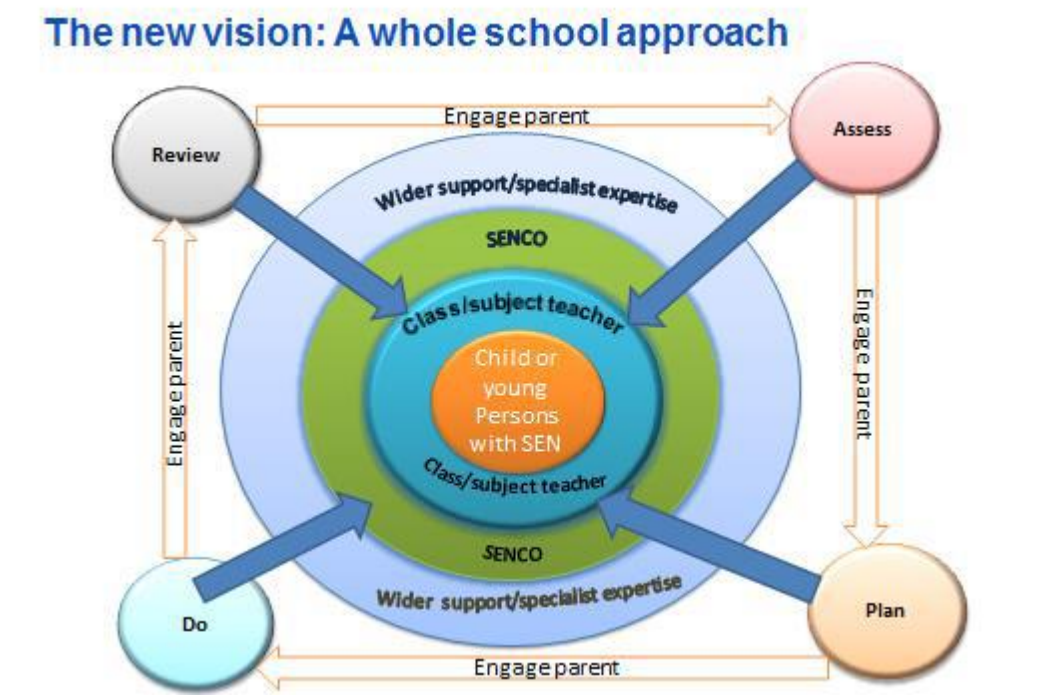 The new vision: A whole school approach
Engage parent
Review
Assess
Wider support/specialist expertise
SENCO
Class/subject teacher
Child or
young
Persons
with SEN
Class/subject teacher
SENCO
Wider support/specialist expertise
Engage parent
Engage parent
Do
Plan
Engage parent